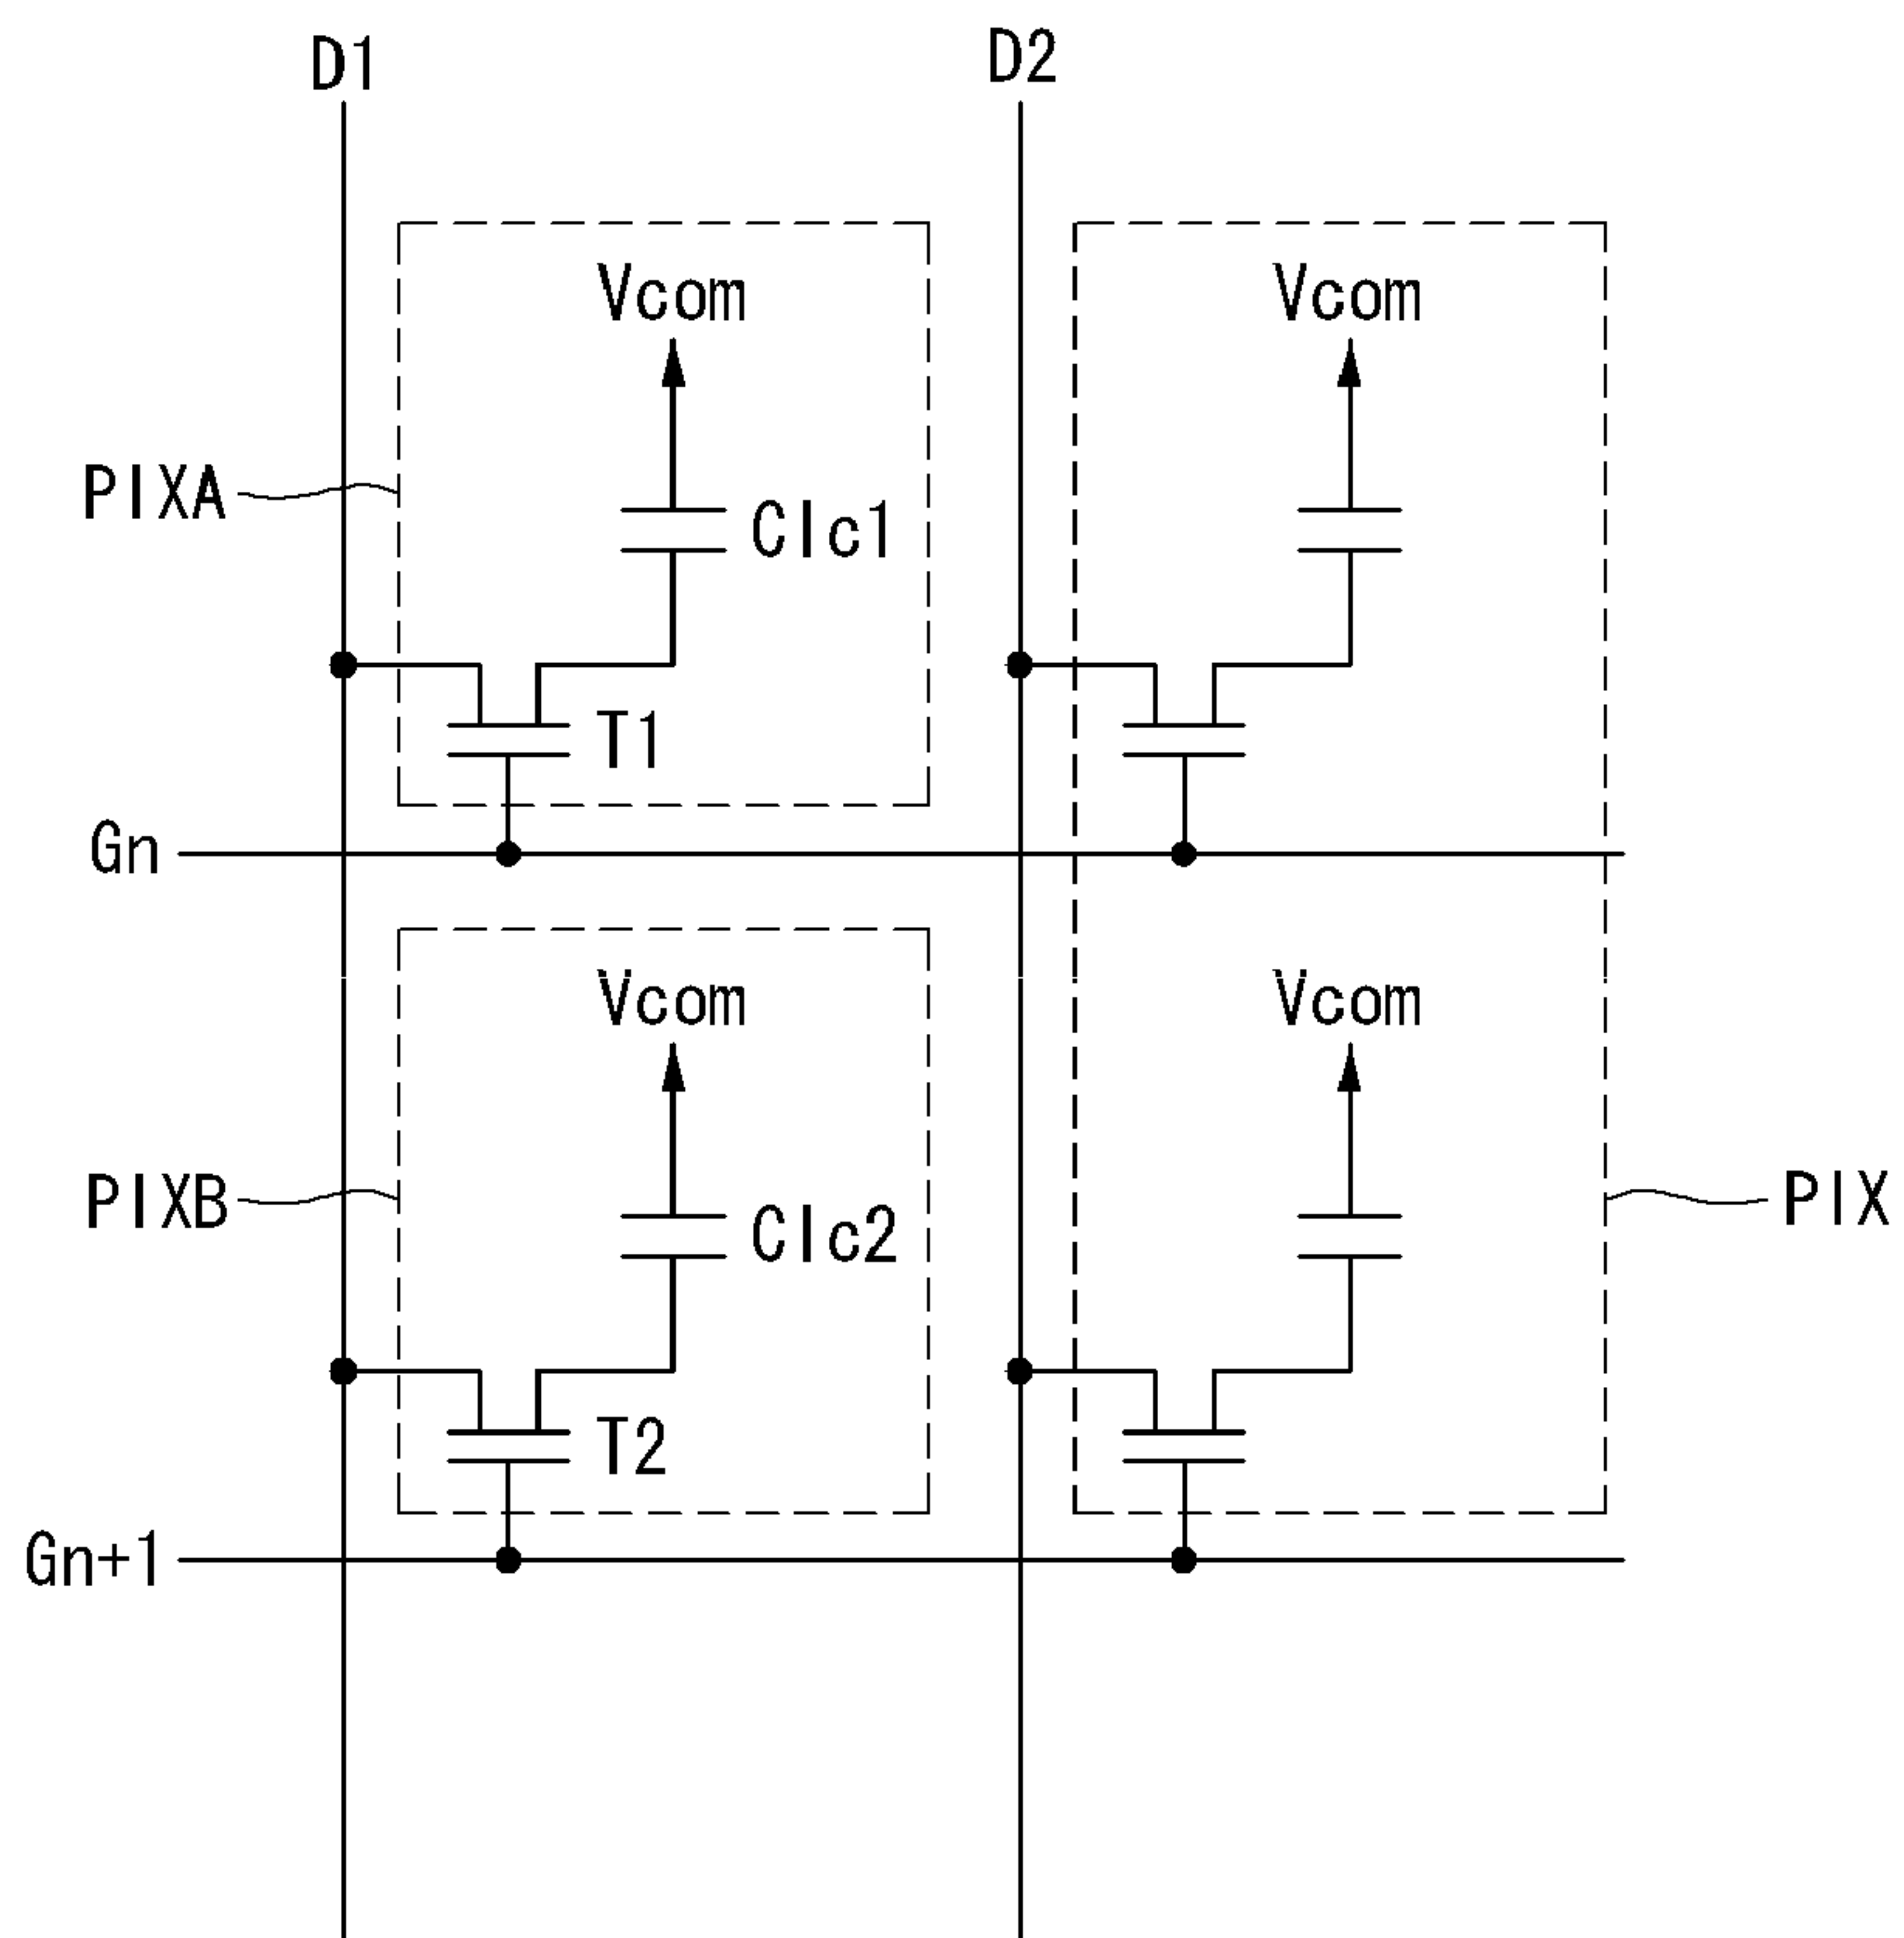 D1 D2
Vcom Vcom
PIXA Clc1
T1
Gn
Vcom Vcom
PIXB Clc2 PIX
T2
Gn+1